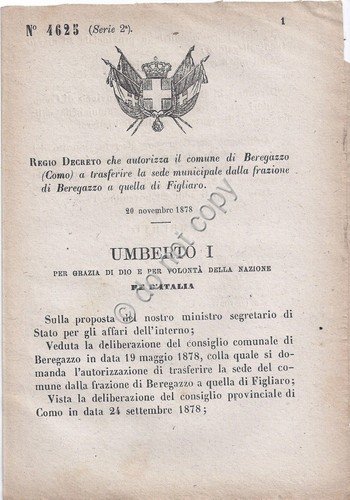 1
N° 4625 (Serie 2ª).
REGIO DECRETO che autorizza il comune di Beregazzo
(Como) a trasferire la sede municipale dalla frazione
di Beregazzo a quella di Figliaro.
20 novembre 1878
UMBERTO I
PER GRAZIA DI DIO E PER VOLONTÀ DELLA NAZIONE
RE D'ITALIA
Sulla proposta del nostro ministro segretario di
Stato per gli affari dell'interno;
Veduta la deliberazione del consiglio comunale di
Beregazzo in data 19 maggio 1878, colla quale si do-
manda l'autorizzazione di trasferire la sede del co-
mune dalla frazione di Beregazzo a quella di Figliaro;
Vista la deliberazione del consiglio provinciale di
Como in data 24 settembre 1878;
do not copy